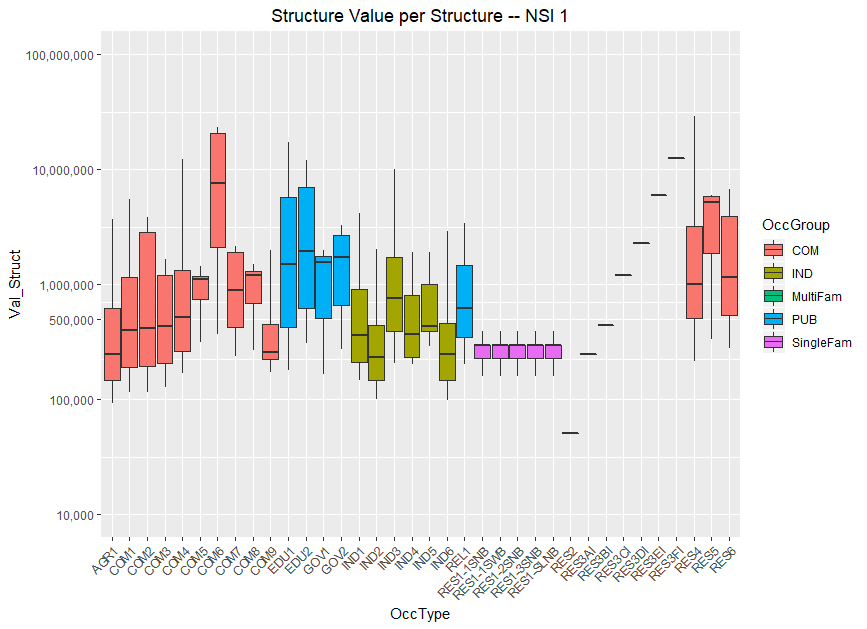 Structure Value per Structure -- NSI 1
Val_Struct
100,000,000
10,000,000
1,000,000
500,000
100,000
10,000
AGR1
COM1
COM2
COM3
COM4
COM5
COM6
COM7
COM8
COM9
EDU1
EDU2
GOV1
GOV2
IND1
IND2
IND3
IND4
IND5
IND6
REL1
RES1-1SNB
RES1-1SWB
RES1-2SNB
RES1-3SNB
RES1-SLNB
RES2
RES3AI
RES3BI
RES3CI
RES3DI
RES3EI
RES3FI
RES4
RES5
RES6
OccType
OccGroup
COM
IND
MultiFam
PUB
SingleFam